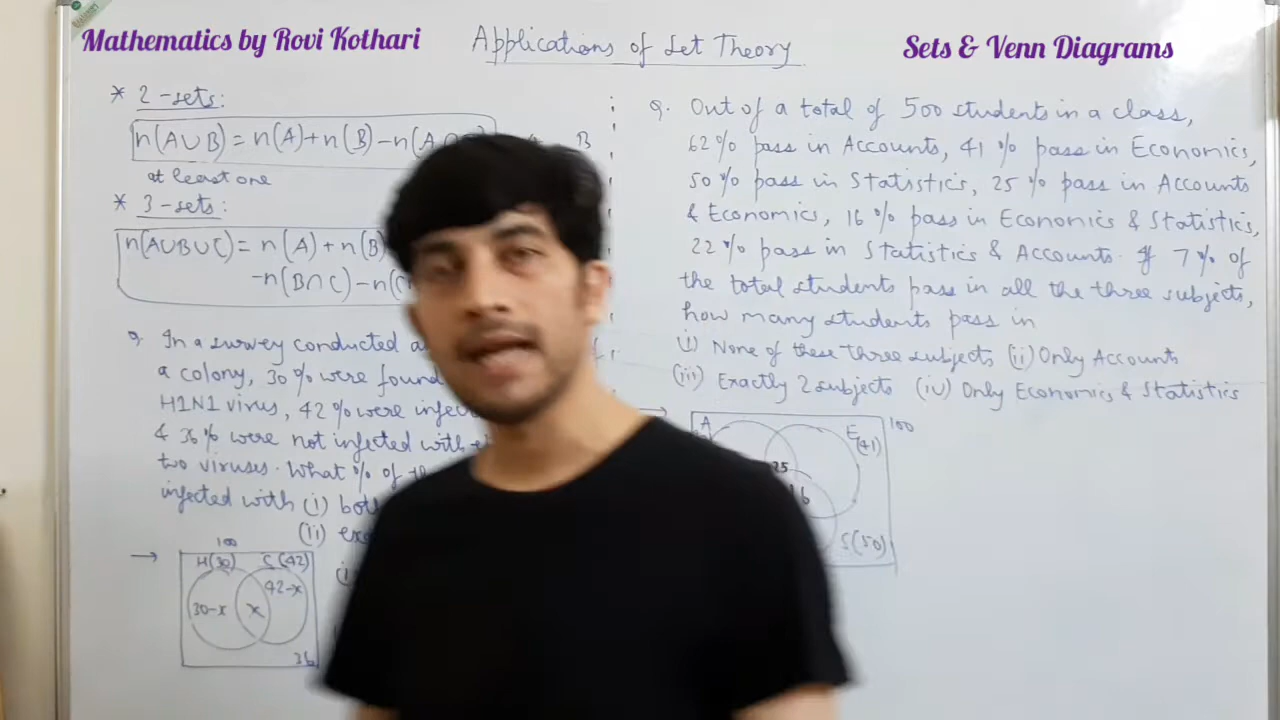 Mathematics by Rovi Kothari
Applications of Set Theory
Sets & Venn Diagrams
* 2-sets:
n(AUB) = n(A)+n(B)-n(A
B
at least one
* 3-sets:
n(AUBUC) = n(A) + n(B)
-n(B∩C)-n(C
Q. In a survey conducted a
a colony, 30% were found
H1N1 virus, 42% were infec
& 36% were not infected with
two viruses. What % of th
infected with (i) bot
(ii) exa
→
100
H(30) C(42)
30-x x 42-x
36
(i
Q. Out of a total of 500 students in a class,
62% pass in Accounts, 41% pass in Economics,
50% pass in Statistics, 25% pass in Accounts
& Economics, 16% pass in Economics & Statistics,
22% pass in Statistics & Accounts. If 7% of
the total students pass in all the three subjects,
how many students pass in
(i) None of these three subjects (ii) Only Accounts
(iii) Exactly 2 subjects (iv) Only Economics & Statistics
→
A E(41) 100
25
16
S(50)